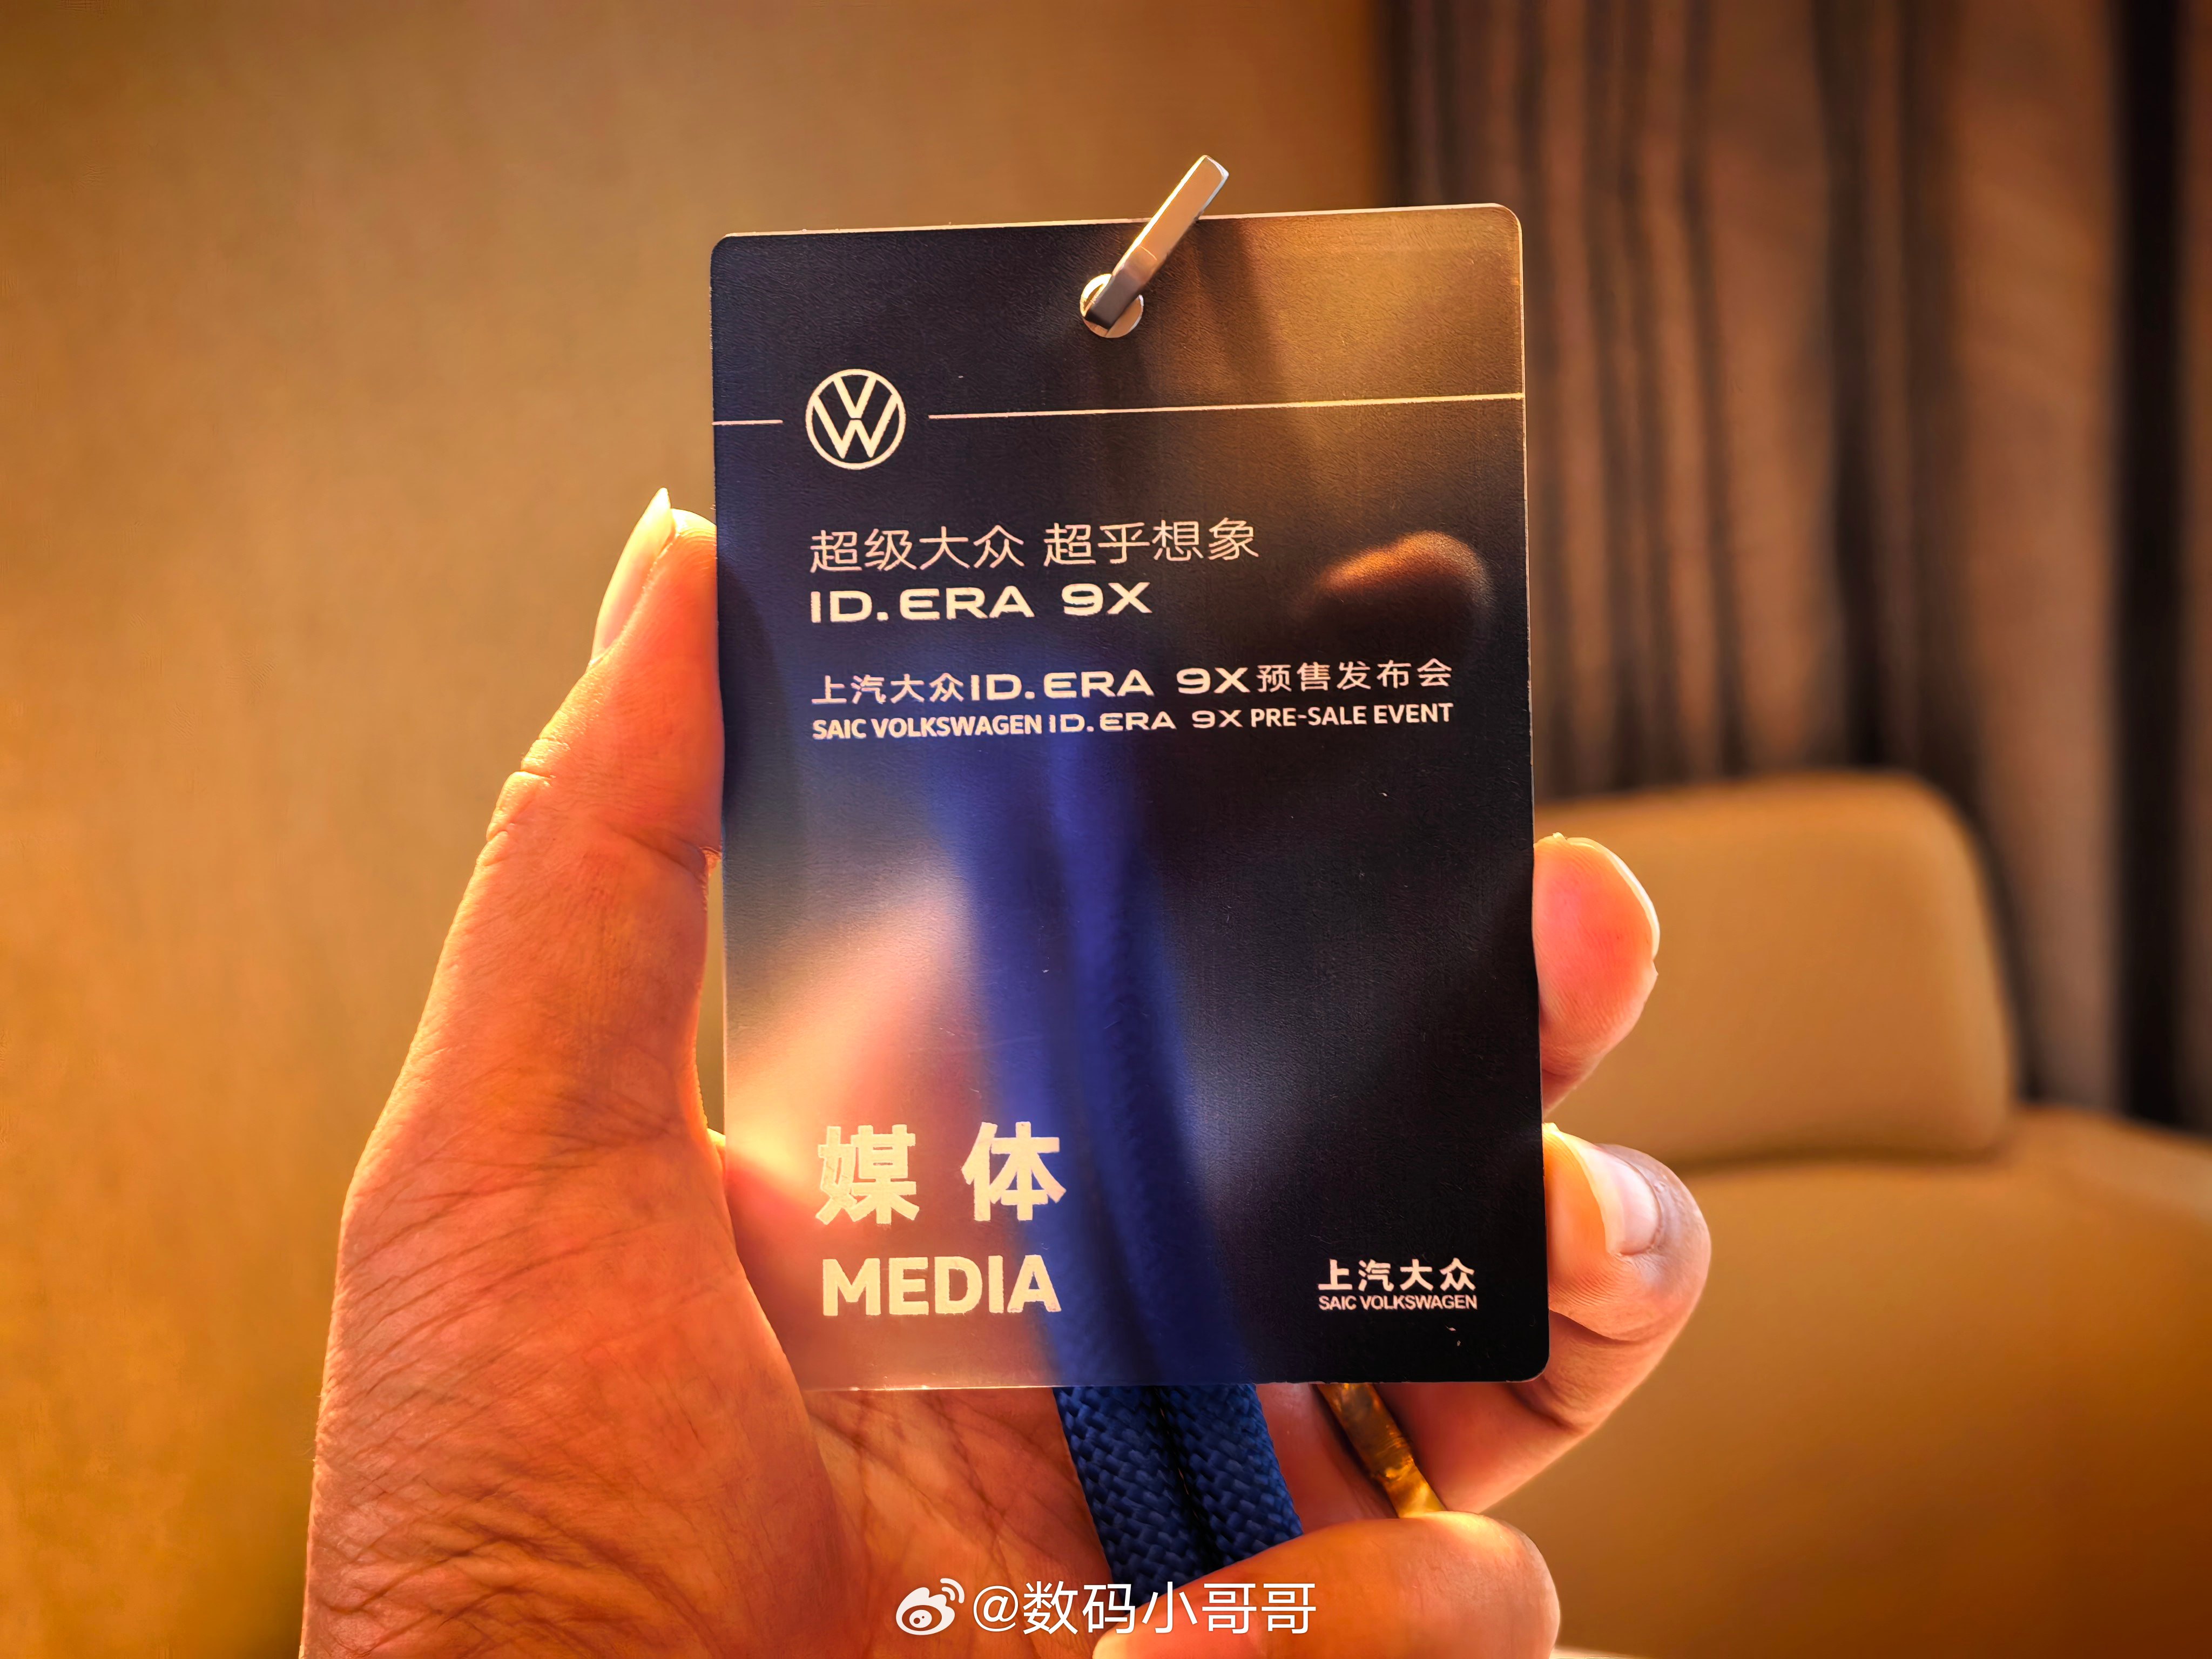 超级大众 超乎想象
ID.ERA 9X
上汽大众ID.ERA 9X预售发布会
SAIC VOLKSWAGEN ID.ERA 9X PRE-SALE EVENT
媒体
MEDIA
上汽大众
SAIC VOLKSWAGEN
@数码小哥哥